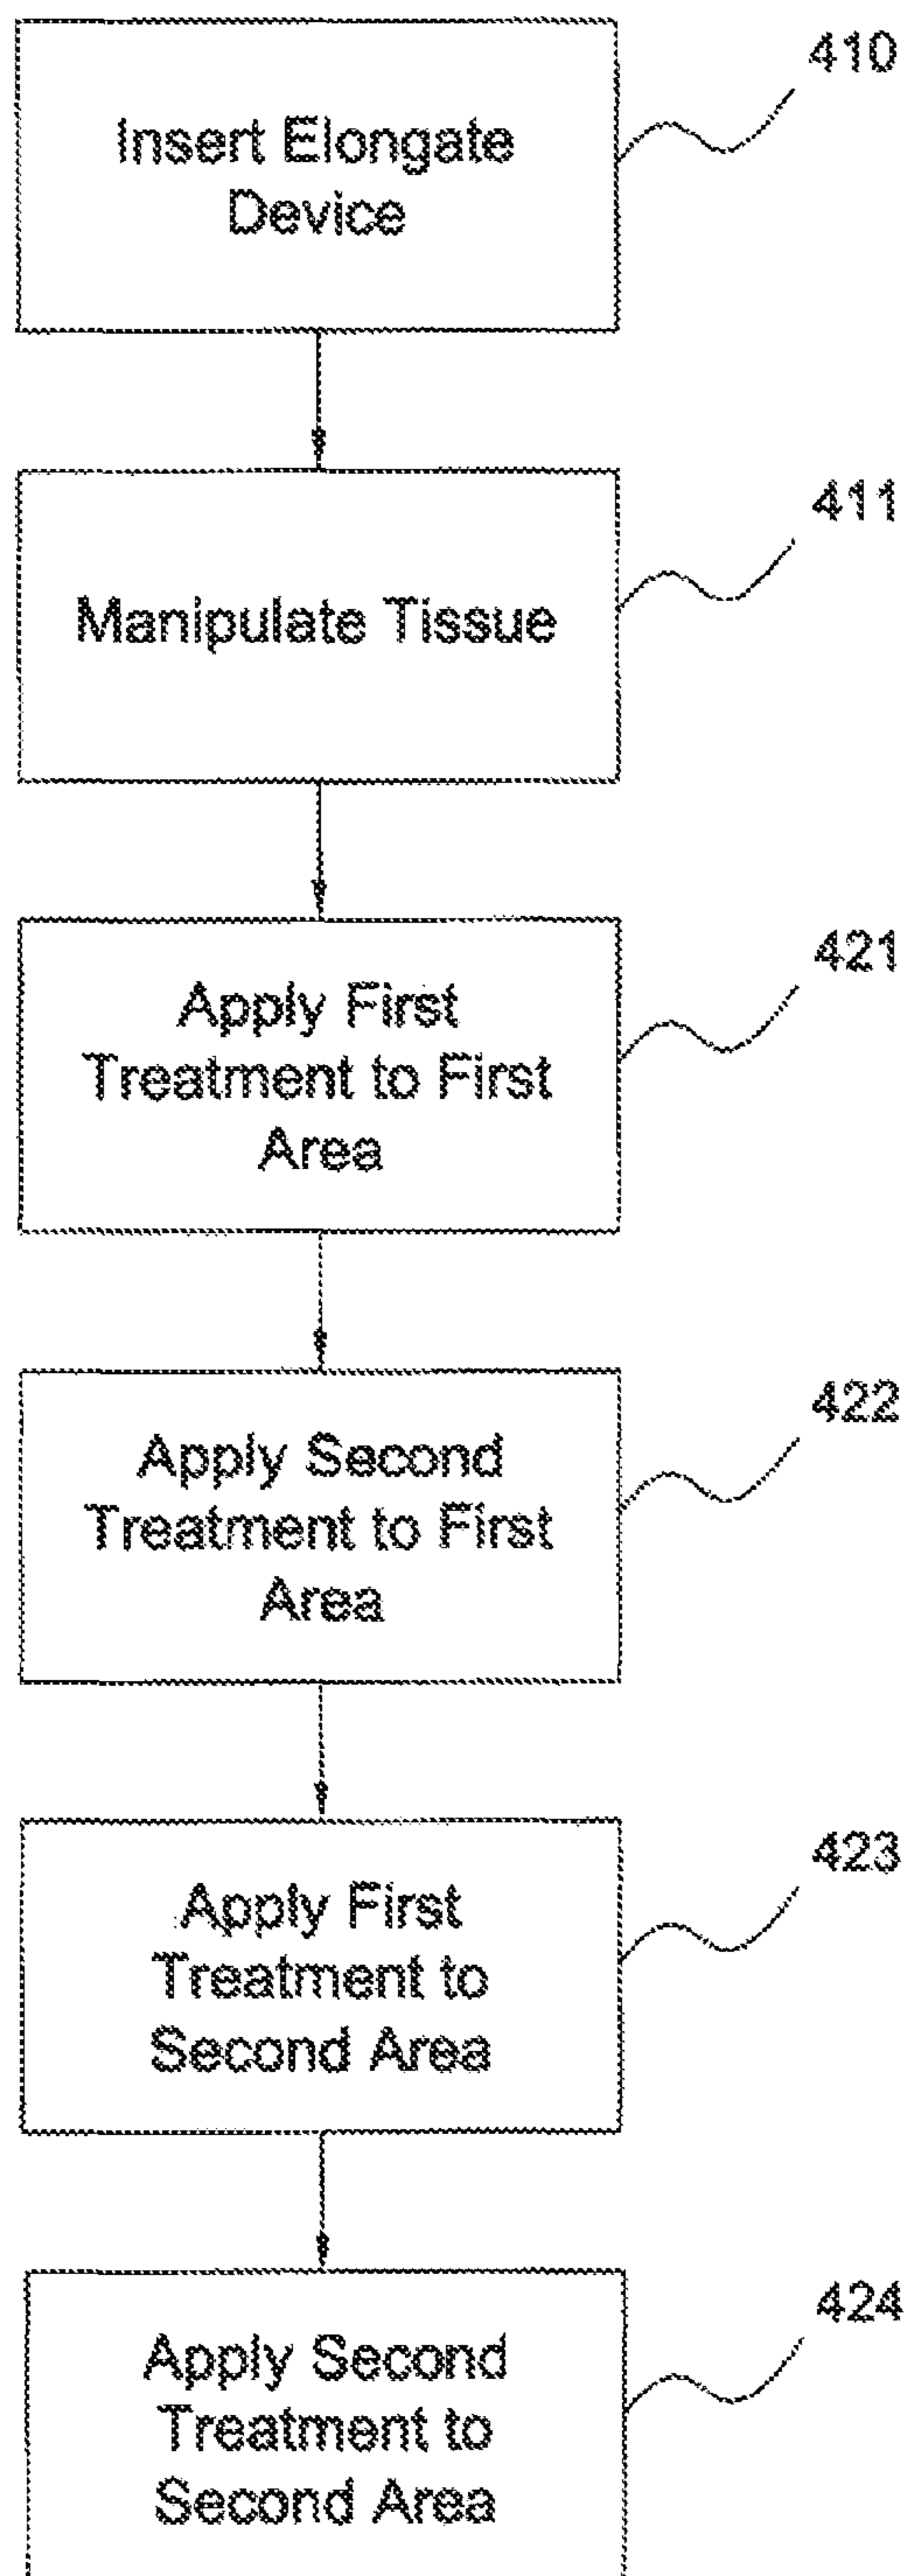 410
Insert Elongate
Device
411
Manipulate Tissue
421
Apply First
Treatment to First
Area
422
Apply Second
Treatment to First
Area
423
Apply First
Treatment to
Second Area
424
Apply Second
Treatment to
Second Area